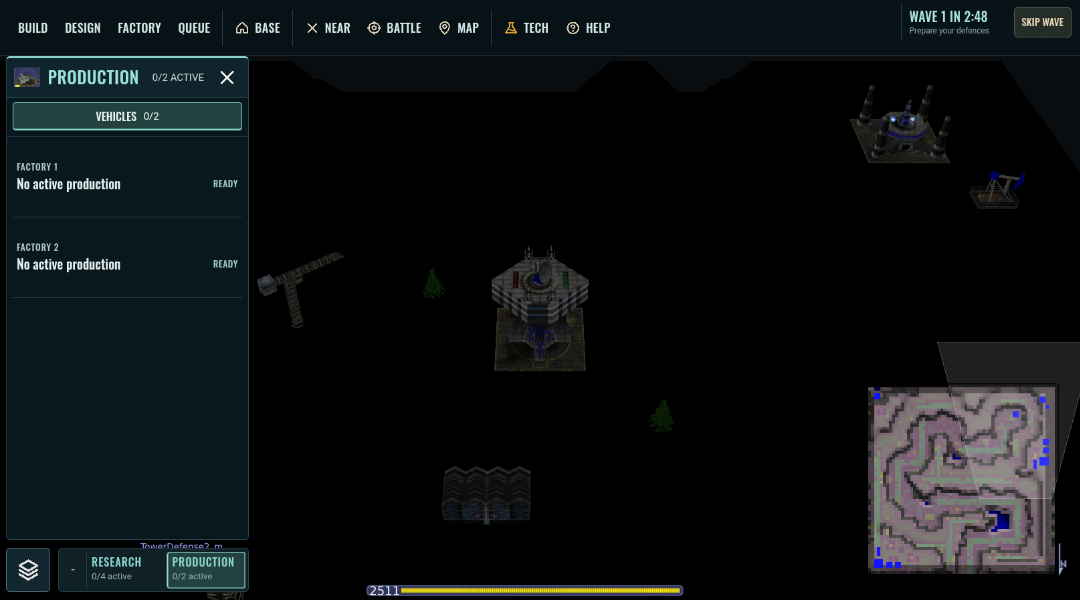 BUILD DESIGN FACTORY QUEUE BASE NEAR BATTLE MAP TECH HELP
WAVE 1 IN 2:48
Prepare your defences
SKIP WAVE
PRODUCTION 0/2 ACTIVE
VEHICLES 0/2
FACTORY 1
No active production READY
FACTORY 2
No active production READY
TowerDefense2_m
- RESEARCH
0/4 active
PRODUCTION
0/2 active
2511
N